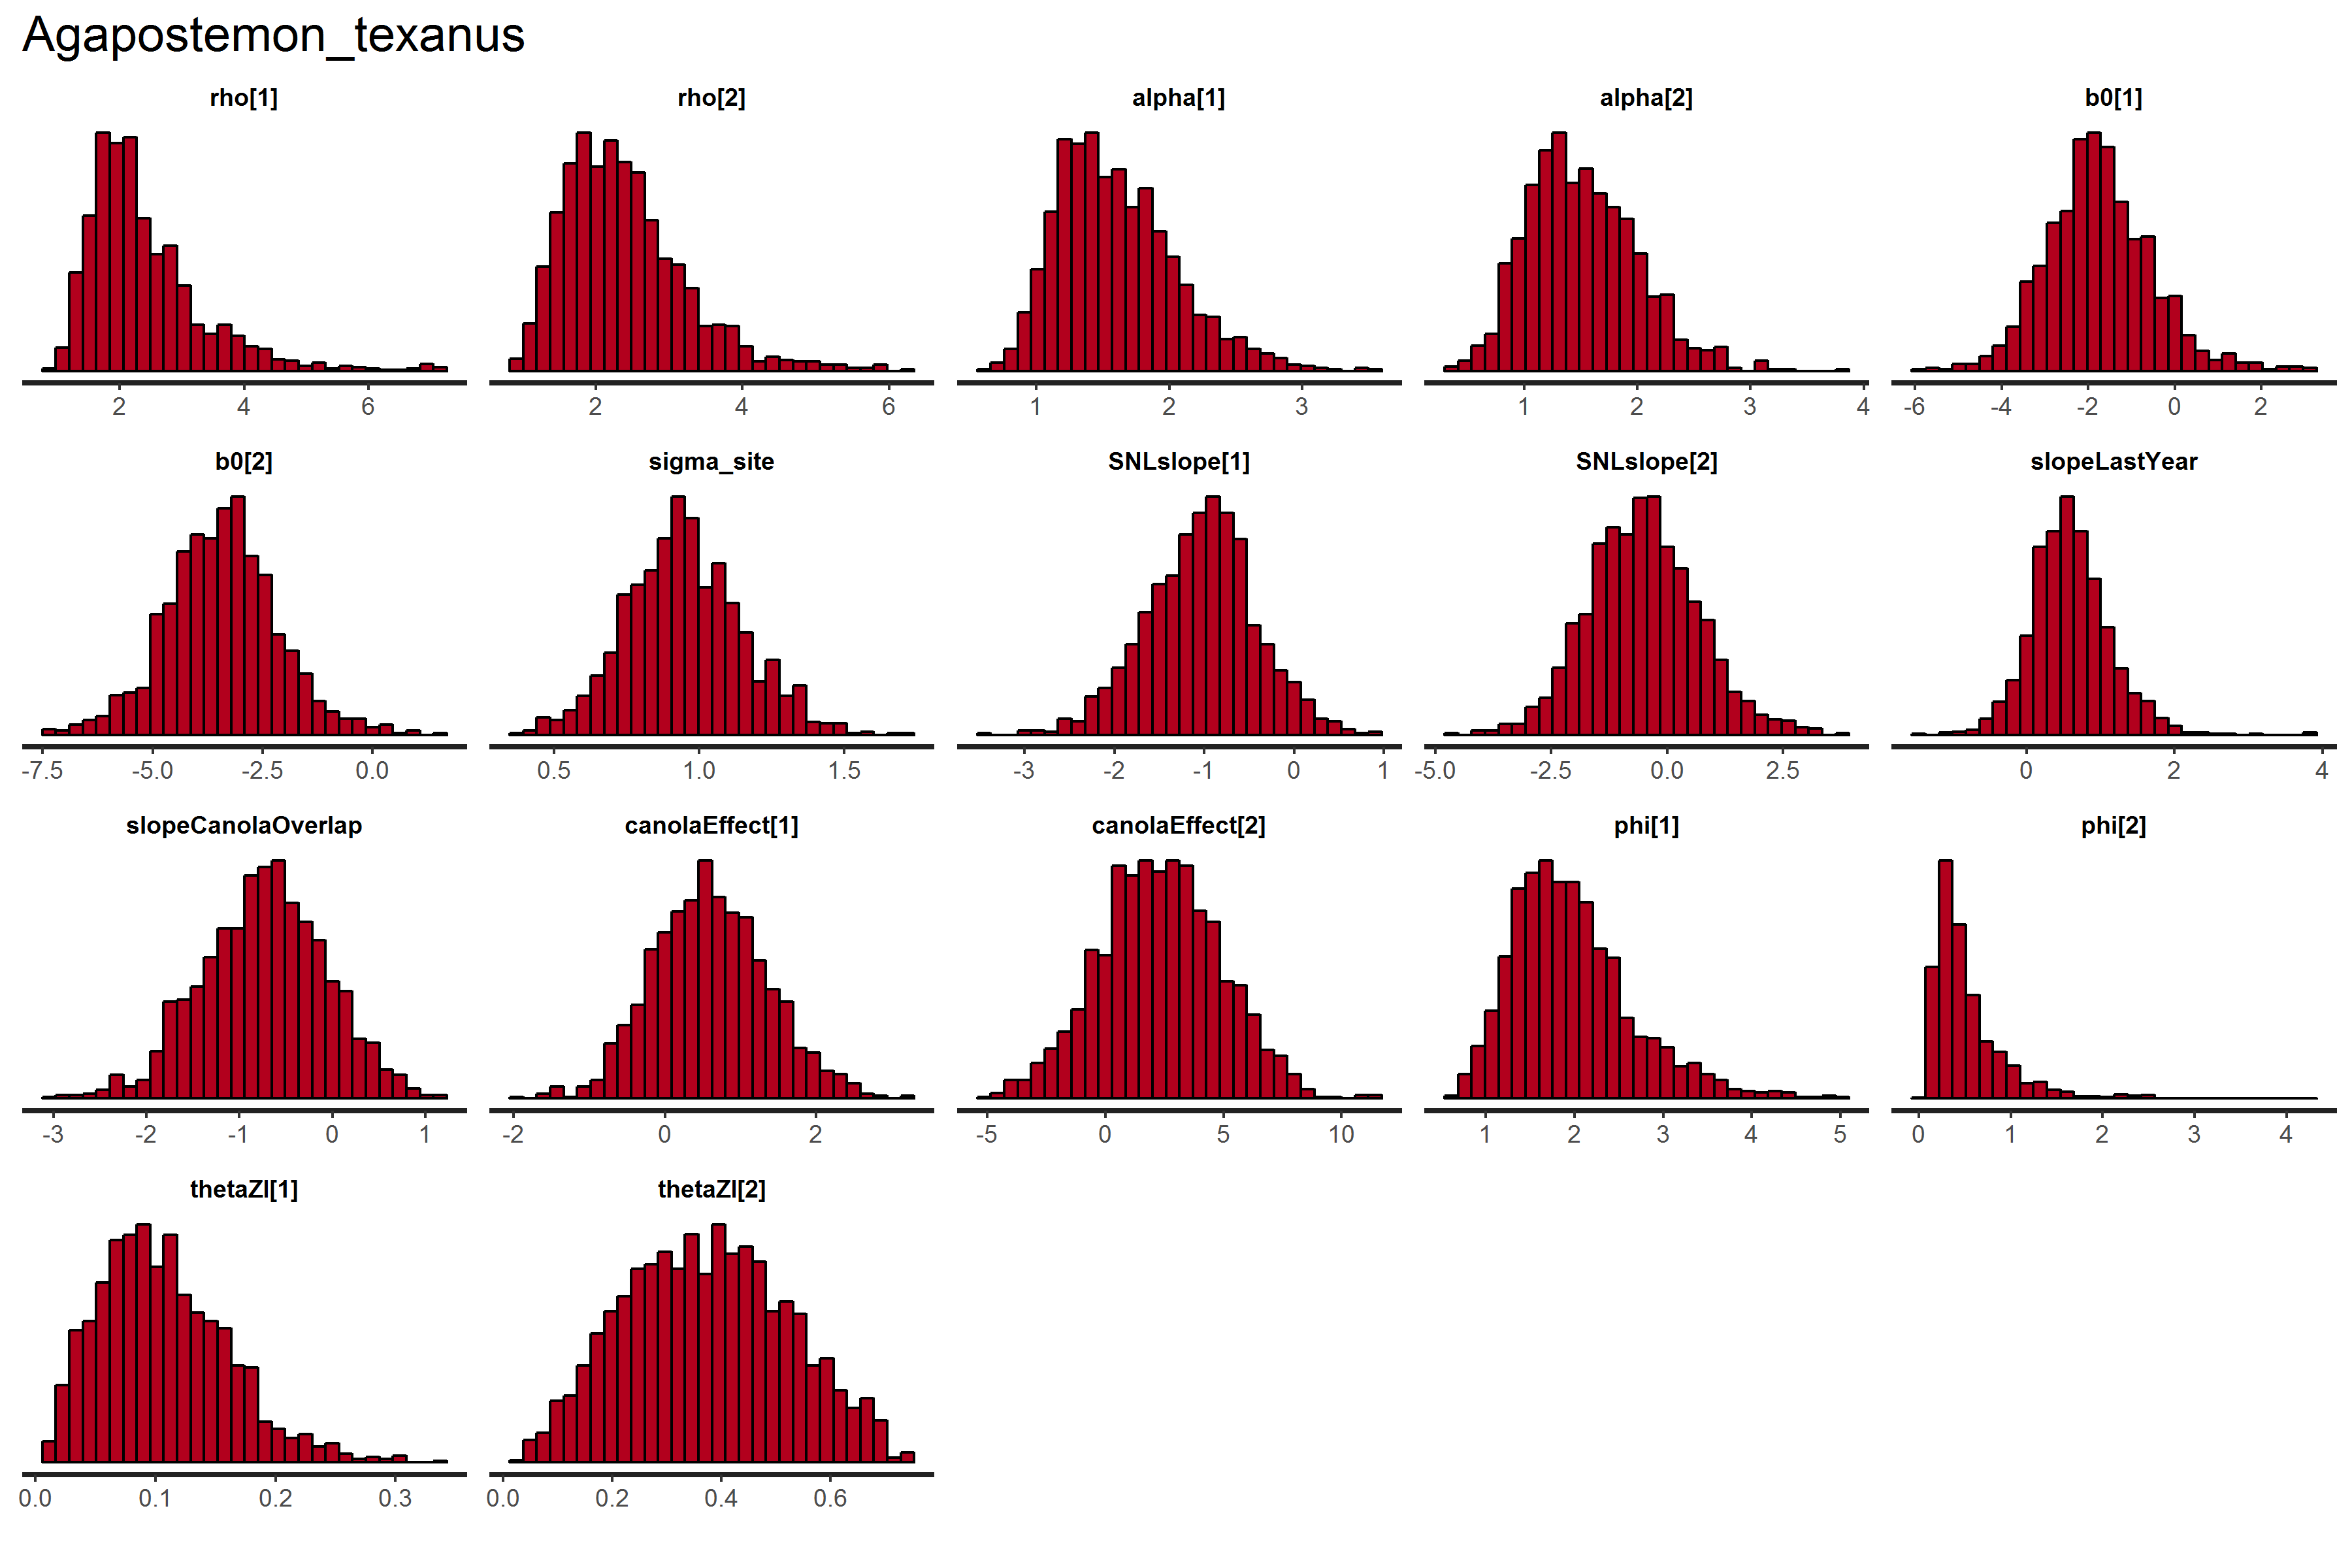 Agapostemon_texanus
rho[1] rho[2] alpha[1] alpha[2] b0[1]
2 4 6 2 4 6 1 2 3 1 2 3 4 -6 -4 -2 0 2
b0[2] sigma_site SNLslope[1] SNLslope[2] slopeLastYear
-7.5 -5.0 -2.5 0.0 0.5 1.0 1.5 -3 -2 -1 0 1 -5.0 -2.5 0.0 2.5 0 2 4
slopeCanolaOverlap canolaEffect[1] canolaEffect[2] phi[1] phi[2]
-3 -2 -1 0 1 -2 0 2 -5 0 5 10 1 2 3 4 5 0 1 2 3 4
thetaZI[1] thetaZI[2]
0.0 0.1 0.2 0.3 0.0 0.2 0.4 0.6